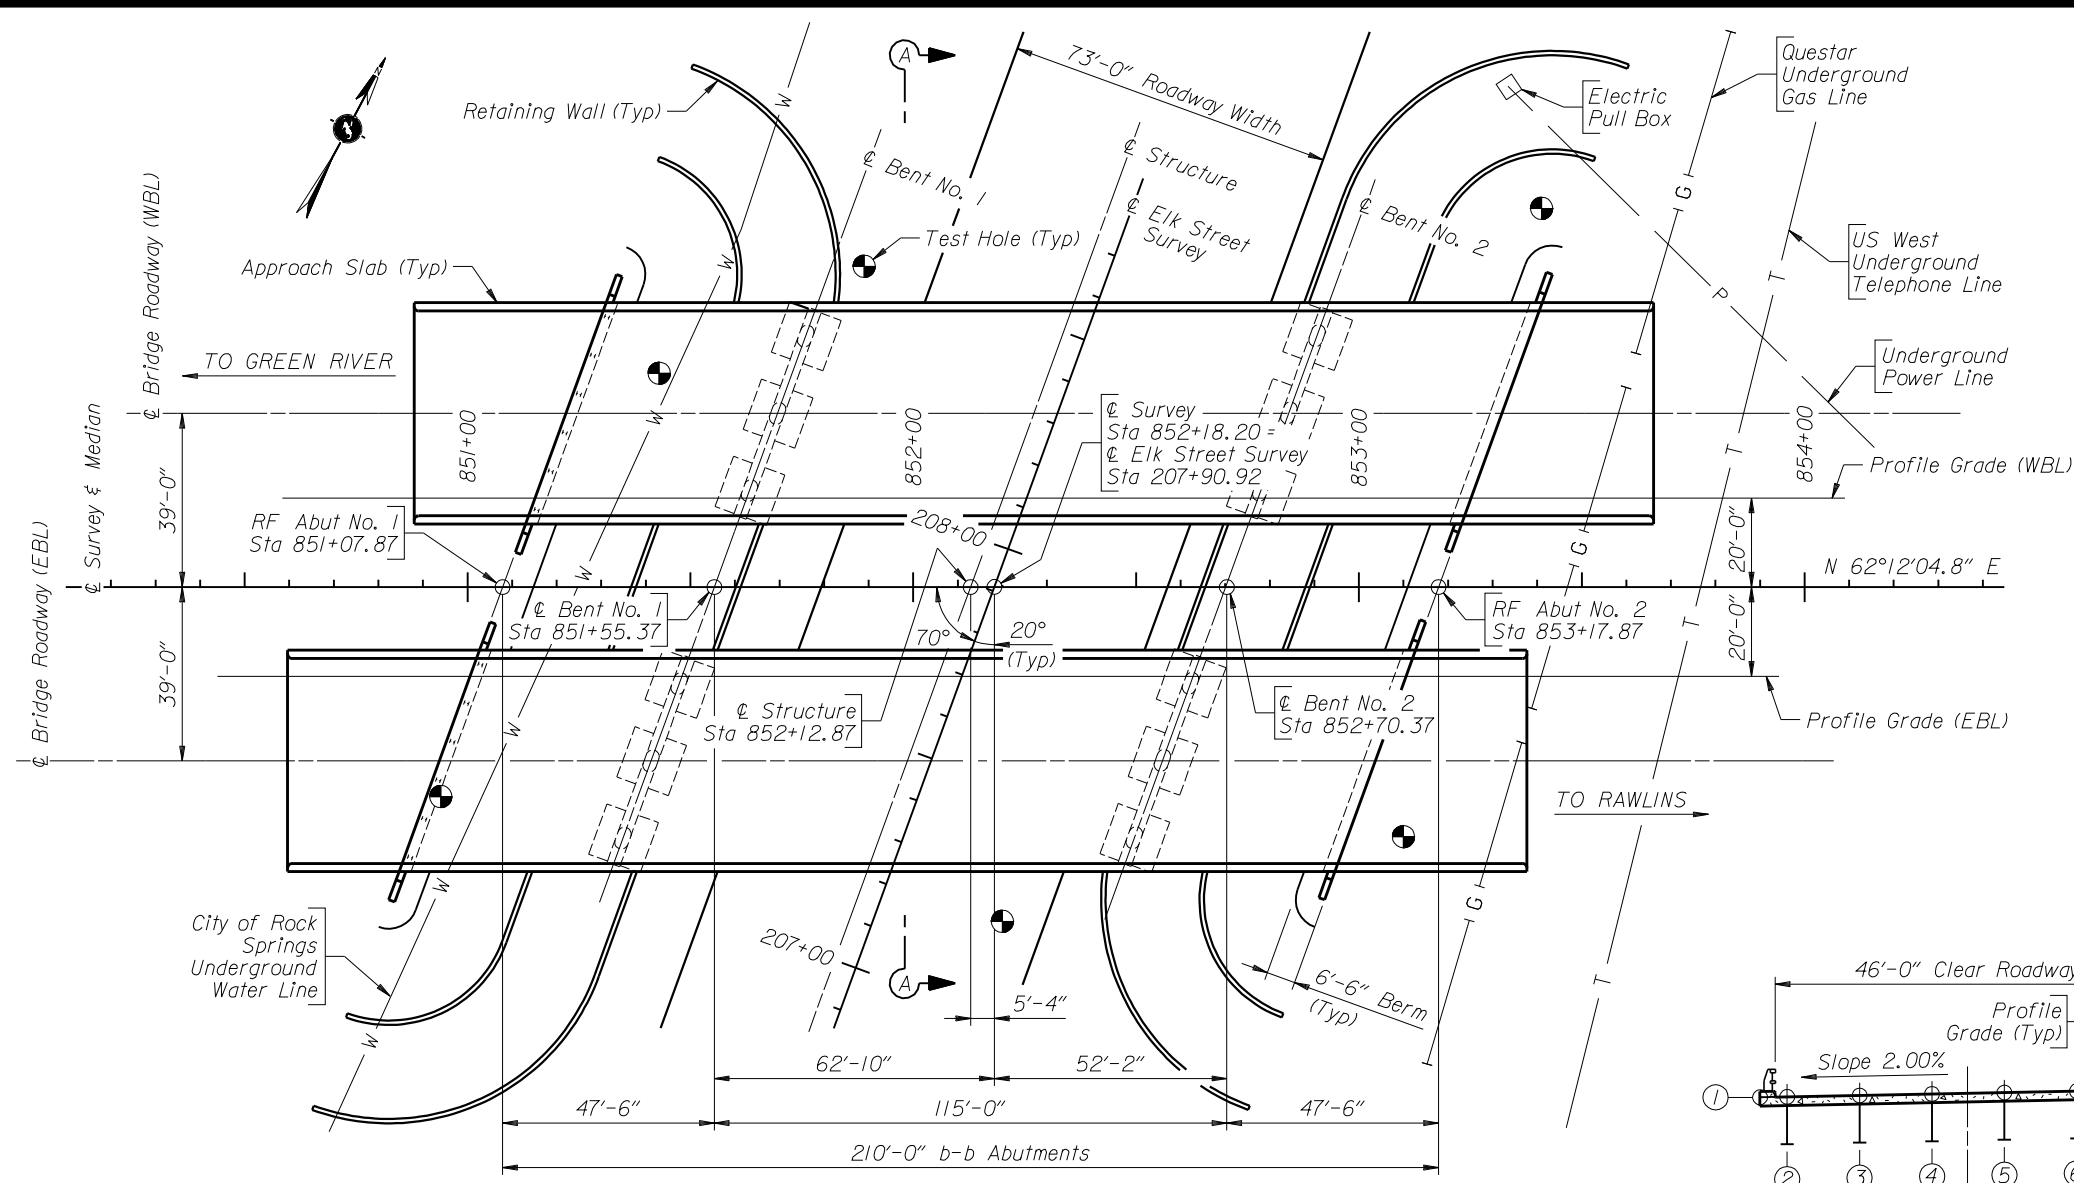 73'-0" Roadway Width
A
Questar
Underground
Gas Line
Electric
Pull Box
Retaining Wall (Typ)
W
℄ Bent No. 1
℄ Structure
℄ Elk Street
Survey
℄ Bent No. 2
G
Test Hole (Typ)
US West
Underground
Telephone Line
Approach Slab (Typ)
W
T
P
TO GREEN RIVER
℄ Bridge Roadway (WBL)
Underground
Power Line
851+00
852+00
853+00
854+00
℄ Survey
Sta 852+18.20 =
℄ Elk Street Survey
Sta 207+90.92
W
T
Profile Grade (WBL)
39'-0"
℄ Survey & Median
RF Abut No. 1
Sta 851+07.87
208+00
G
20'-0"
N 62°12'04.8" E
W
℄ Bent No. 1
Sta 851+55.37
70°
20°
(Typ)
RF Abut No. 2
Sta 853+17.87
T
20'-0"
39'-0"
℄ Bridge Roadway (EBL)
℄ Structure
Sta 852+12.87
℄ Bent No. 2
Sta 852+70.37
Profile Grade (EBL)
W
TO RAWLINS
W
G
City of Rock
Springs
Underground
Water Line
207+00
A
T
W
5'-4"
6'-6" Berm
(Typ)
46'-0" Clear Roadway
Profile
Grade (Typ)
Slope 2.00%
62'-10"
52'-2"
47'-6"
115'-0"
47'-6"
210'-0" b-b Abutments
1
2
3
4
5